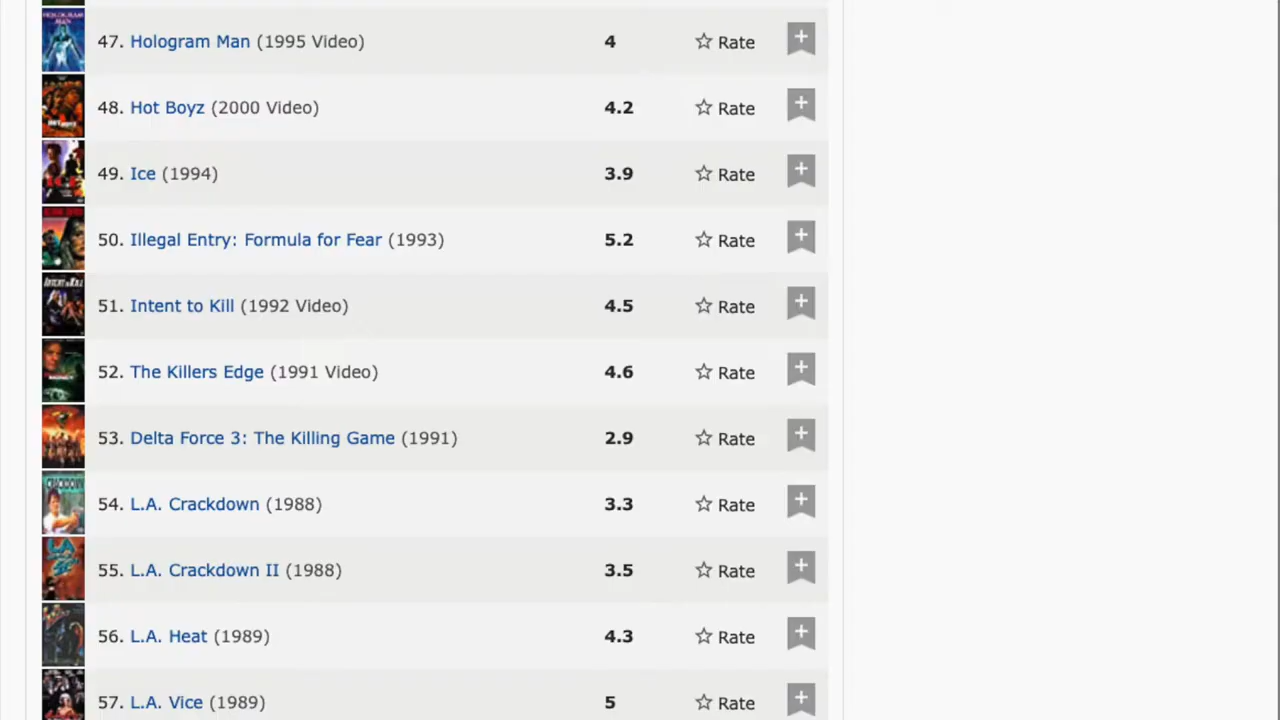 47. Hologram Man (1995 Video) 4 Rate
48. Hot Boyz (2000 Video) 4.2 Rate
49. Ice (1994) 3.9 Rate
50. Illegal Entry: Formula for Fear (1993) 5.2 Rate
51. Intent to Kill (1992 Video) 4.5 Rate
52. The Killers Edge (1991 Video) 4.6 Rate
53. Delta Force 3: The Killing Game (1991) 2.9 Rate
54. L.A. Crackdown (1988) 3.3 Rate
55. L.A. Crackdown II (1988) 3.5 Rate
56. L.A. Heat (1989) 4.3 Rate
57. L.A. Vice (1989) 5 Rate